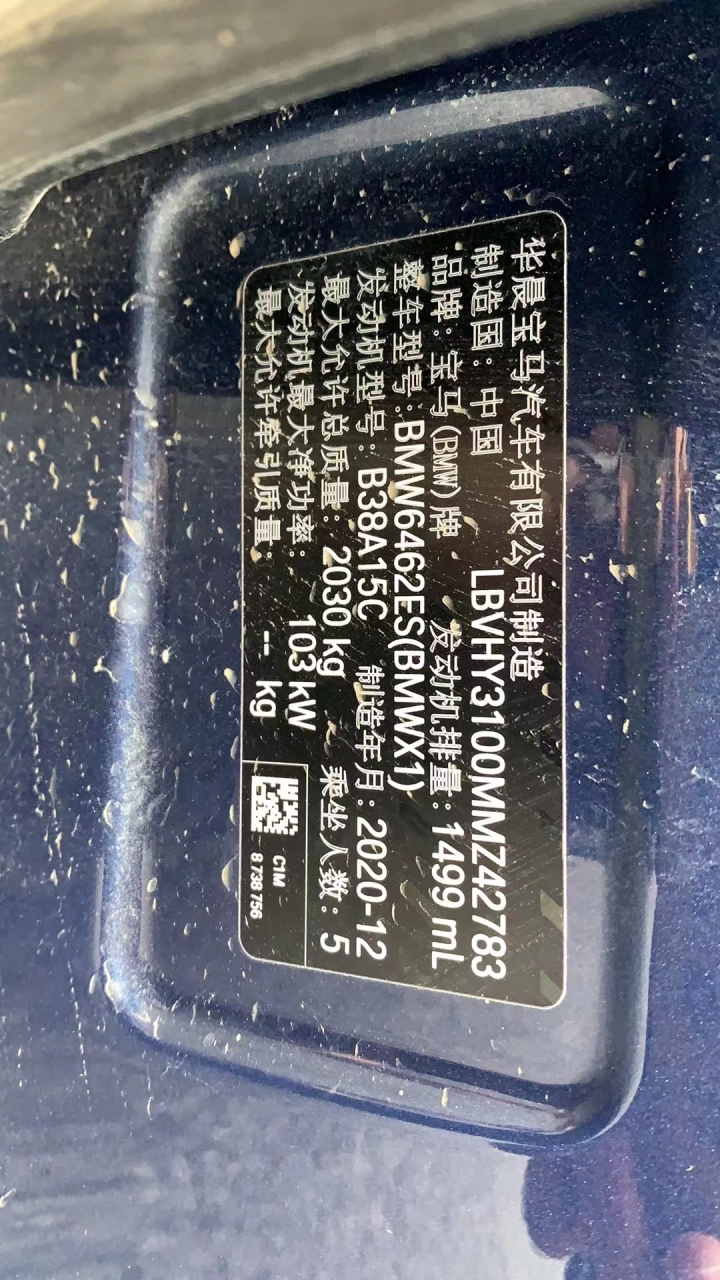 华晨宝马汽车有限公司制造
制造国：中国 LBVHY3100MMZ42783
品牌：宝马(BMW)牌 发动机排量：1499 mL
整车型号:BMW6462ES(BMWX1)
发动机型号：B38A15C 制造年月：2020-12
最大允许总质量：2030 kg 乘坐人数：5
发动机最大净功率：103 kW
最大允许牵引质量： -- kg
C1M
8 738 756